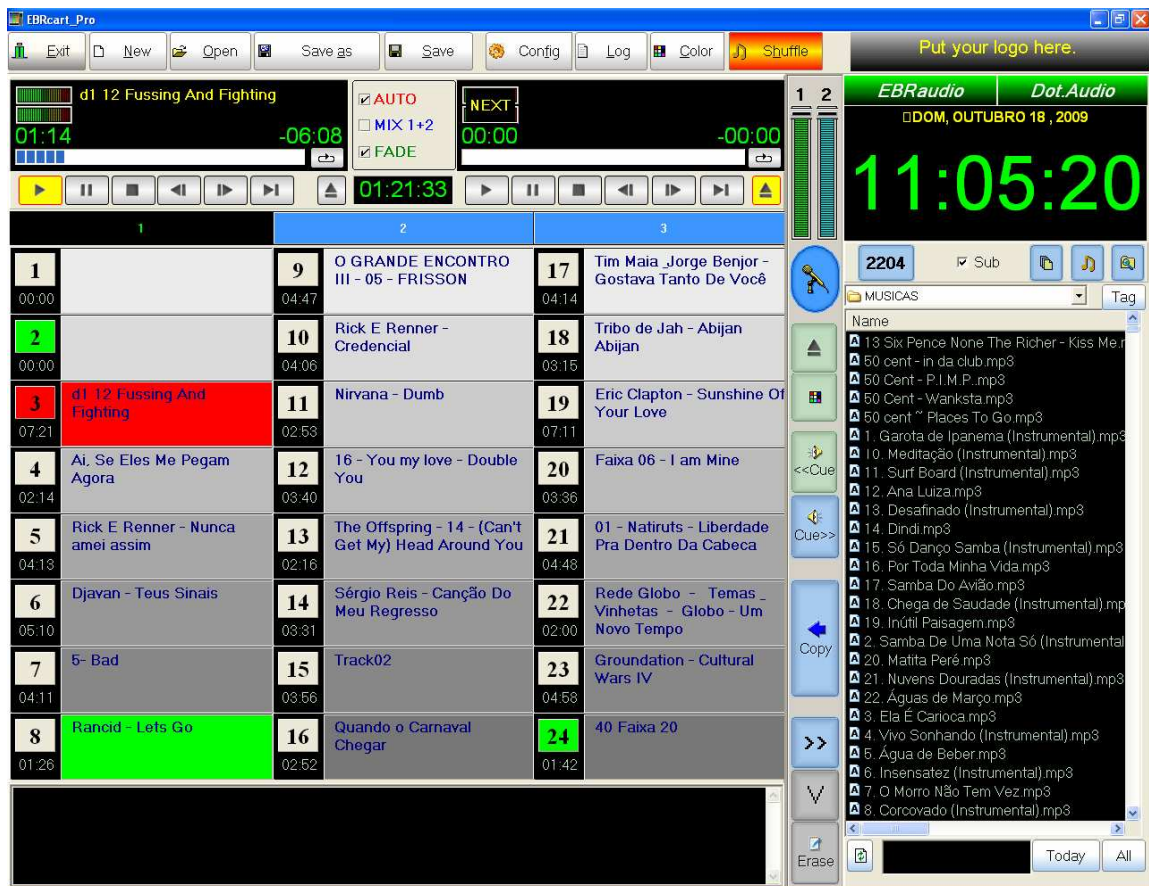 EBRcart_Pro
Exit New Open Save as Save Config Log Color Shuffle
Put your logo here.
d1 12 Fussing And Fighting
01:14 -06:08
AUTO
MIX 1+2
FADE
NEXT
00:00 -00:00
01:21:33
1 2
EBRaudio Dot.Audio
DOM, OUTUBRO 18 , 2009
11:05:20
1 2 3
1
00:00
2
00:00
3 d1 12 Fussing And
Fighting
07:21
4 Ai, Se Eles Me Pegam
Agora
02:14
5 Rick E Renner - Nunca
amei assim
04:13
6 Djavan - Teus Sinais
05:10
7 5- Bad
04:11
8 Rancid - Lets Go
01:26
9 O GRANDE ENCONTRO
III - 05 - FRISSON
04:47
10 Rick E Renner -
Credencial
04:06
11 Nirvana - Dumb
02:53
12 16 - You my love - Double
You
03:40
13 The Offspring - 14 - (Can't
Get My) Head Around You
02:16
14 Sérgio Reis - Canção Do
Meu Regresso
03:31
15 Track02
03:56
16 Quando o Carnaval
Chegar
02:52
17 Tim Maia _Jorge Benjor -
Gostava Tanto De Você
04:14
18 Tribo de Jah - Abijan
Abijan
03:15
19 Eric Clapton - Sunshine Of
Your Love
07:11
20 Faixa 06 - I am Mine
03:36
21 01 - Natiruts - Liberdade
Pra Dentro Da Cabeca
04:48
22 Rede Globo - Temas _
Vinhetas - Globo - Um
Novo Tempo
02:00
23 Groundation - Cultural
Wars IV
04:58
24 40 Faixa 20
01:42
<<Cue
Cue>>
Copy
>>
V
Erase
2204 Sub
MUSICAS Tag
Name
13 Six Pence None The Richer - Kiss Me.r
50 cent - in da club.mp3
50 Cent - P.I.M.P..mp3
50 Cent - Wanksta.mp3
50 cent ~ Places To Go.mp3
1. Garota de Ipanema (Instrumental).mp3
10. Meditação (Instrumental).mp3
11. Surf Board (Instrumental).mp3
12. Ana Luiza.mp3
13. Desafinado (Instrumental).mp3
14. Dindi.mp3
15. Só Danço Samba (Instrumental).mp3
16. Por Toda Minha Vida.mp3
17. Samba Do Avião.mp3
18. Chega de Saudade (Instrumental).mp
19. Inútil Paisagem.mp3
2. Samba De Uma Nota Só (Instrumental
20. Matita Peré.mp3
21. Nuvens Douradas (Instrumental).mp3
22. Águas de Março.mp3
3. Ela É Carioca.mp3
4. Vivo Sonhando (Instrumental).mp3
5. Água de Beber.mp3
6. Insensatez (Instrumental).mp3
7. O Morro Não Tem Vez.mp3
8. Corcovado (Instrumental).mp3
Today All